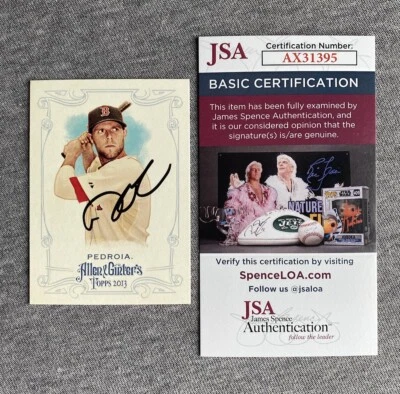 B
PEDROIA.
Allen & Ginter's
TOPPS 2013
JSA
Certification Number:
AX31395
BASIC CERTIFICATION
This item has been fully examined by
James Spence Authentication, and
it is our considered opinion that the
signature(s) is/are genuine.
NATURE
JETS
Verify this certification by visiting
SpenceLOA.com
Follow us @jsaloa
JSA
James Spence
Authentication
follow the leader